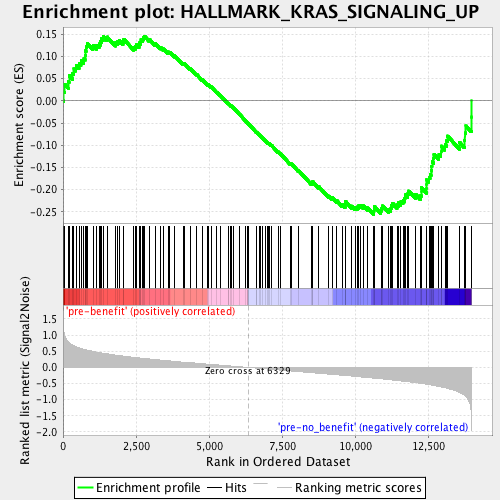 Enrichment plot: HALLMARK_KRAS_SIGNALING_UP
Enrichment score (ES)
0.15
0.10
0.05
0.00
-0.05
-0.10
-0.15
-0.20
-0.25
Ranked list metric (Signal2Noise)
1.5
1.0
0.5
0.0
-0.5
-1.0
-1.5
-2.0
'pre-benefit' (positively correlated)
Zero cross at 6329
'pre-no_benefit' (negatively correlated)
0
2,500
5,000
7,500
10,000
12,500
Rank in Ordered Dataset
Enrichment profile
Hits
Ranking metric scores